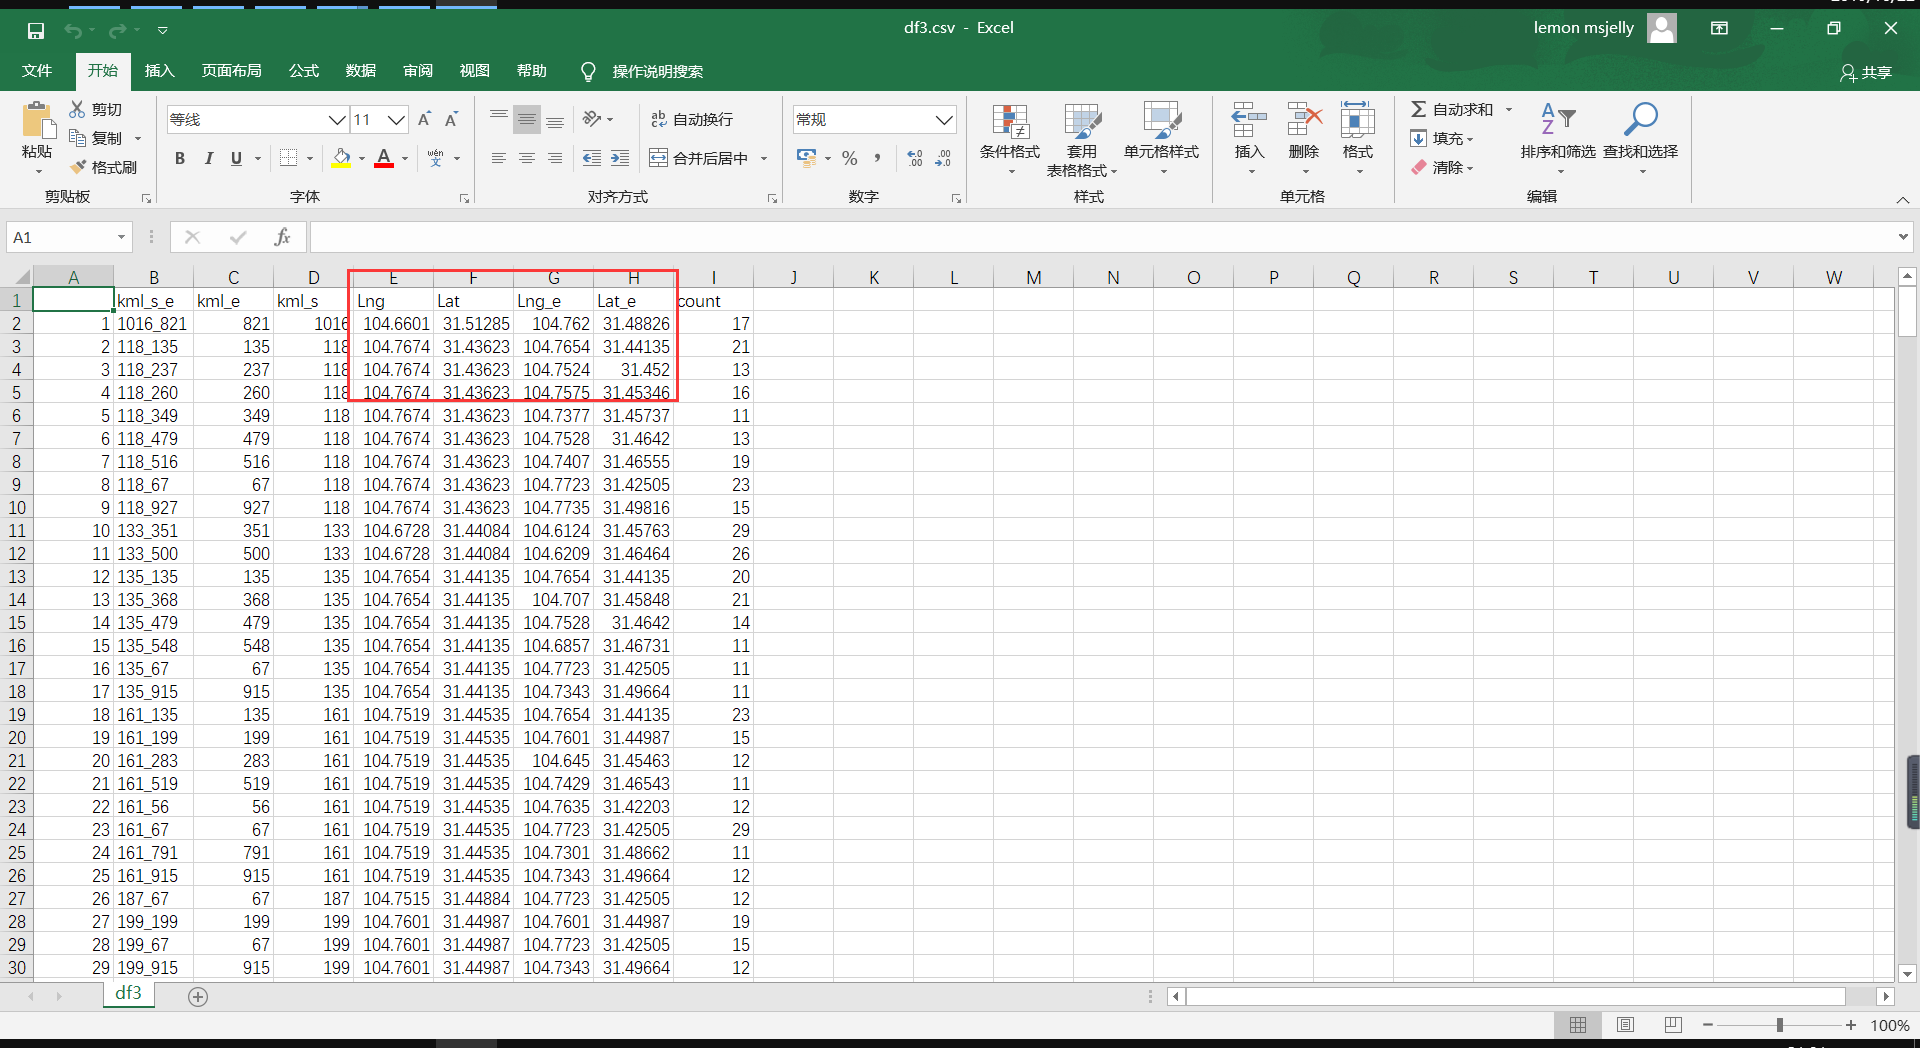 df3.csv - Excel
lemon msjelly
文件 开始 插入 页面布局 公式 数据 审阅 视图 帮助 操作说明搜索 共享
粘贴 剪切 复制 格式刷 剪贴板
等线 11 B I U A wén 文 字体
ab 自动换行 合并后居中 对齐方式
常规 % , 数字
条件格式 套用 表格格式 单元格样式 样式
插入 删除 格式 单元格
自动求和 填充 清除 排序和筛选 查找和选择 编辑
A1 fx
A B C D E F G H I J K L M N O P Q R S T U V W
1 kml_s_e kml_e kml_s Lng Lat Lng_e Lat_e count
2 1 1016_821 821 1016 104.6601 31.51285 104.762 31.48826 17
3 2 118_135 135 118 104.7674 31.43623 104.7654 31.44135 21
4 3 118_237 237 118 104.7674 31.43623 104.7524 31.452 13
5 4 118_260 260 118 104.7674 31.43623 104.7575 31.45346 16
6 5 118_349 349 118 104.7674 31.43623 104.7377 31.45737 11
7 6 118_479 479 118 104.7674 31.43623 104.7528 31.4642 13
8 7 118_516 516 118 104.7674 31.43623 104.7407 31.46555 19
9 8 118_67 67 118 104.7674 31.43623 104.7723 31.42505 23
10 9 118_927 927 118 104.7674 31.43623 104.7735 31.49816 15
11 10 133_351 351 133 104.6728 31.44084 104.6124 31.45763 29
12 11 133_500 500 133 104.6728 31.44084 104.6209 31.46464 26
13 12 135_135 135 135 104.7654 31.44135 104.7654 31.44135 20
14 13 135_368 368 135 104.7654 31.44135 104.707 31.45848 21
15 14 135_479 479 135 104.7654 31.44135 104.7528 31.4642 14
16 15 135_548 548 135 104.7654 31.44135 104.6857 31.46731 11
17 16 135_67 67 135 104.7654 31.44135 104.7723 31.42505 11
18 17 135_915 915 135 104.7654 31.44135 104.7343 31.49664 11
19 18 161_135 135 161 104.7519 31.44535 104.7654 31.44135 23
20 19 161_199 199 161 104.7519 31.44535 104.7601 31.44987 15
21 20 161_283 283 161 104.7519 31.44535 104.645 31.45463 12
22 21 161_519 519 161 104.7519 31.44535 104.7429 31.46543 11
23 22 161_56 56 161 104.7519 31.44535 104.7635 31.42203 12
24 23 161_67 67 161 104.7519 31.44535 104.7723 31.42505 29
25 24 161_791 791 161 104.7519 31.44535 104.7301 31.48662 11
26 25 161_915 915 161 104.7519 31.44535 104.7343 31.49664 12
27 26 187_67 67 187 104.7515 31.44884 104.7723 31.42505 12
28 27 199_199 199 199 104.7601 31.44987 104.7601 31.44987 19
29 28 199_67 67 199 104.7601 31.44987 104.7723 31.42505 15
30 29 199_915 915 199 104.7601 31.44987 104.7343 31.49664 12
df3
100%